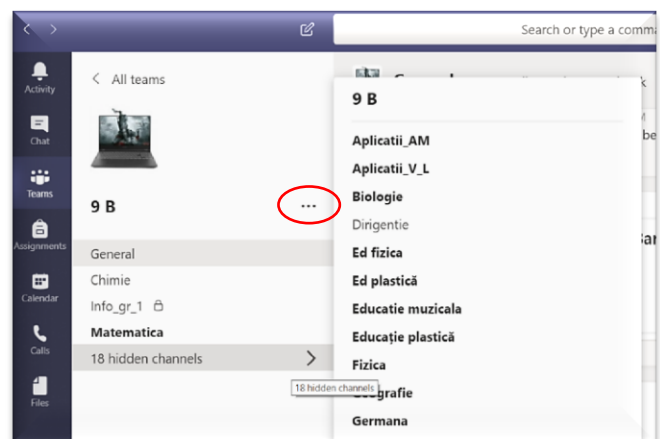 Search or type a comma
Activity
Chat
Teams
Assignments
Calendar
Calls
Files
All teams
9 B
...
General
Chimie
Info_gr_1
Matematica
18 hidden channels
18 hidden channels
9 B
Aplicatii_AM
Aplicatii_V_L
Biologie
Dirigentie
Ed fizica
Ed plastică
Educatie muzicala
Educație plastică
Fizica
Geografie
Germana